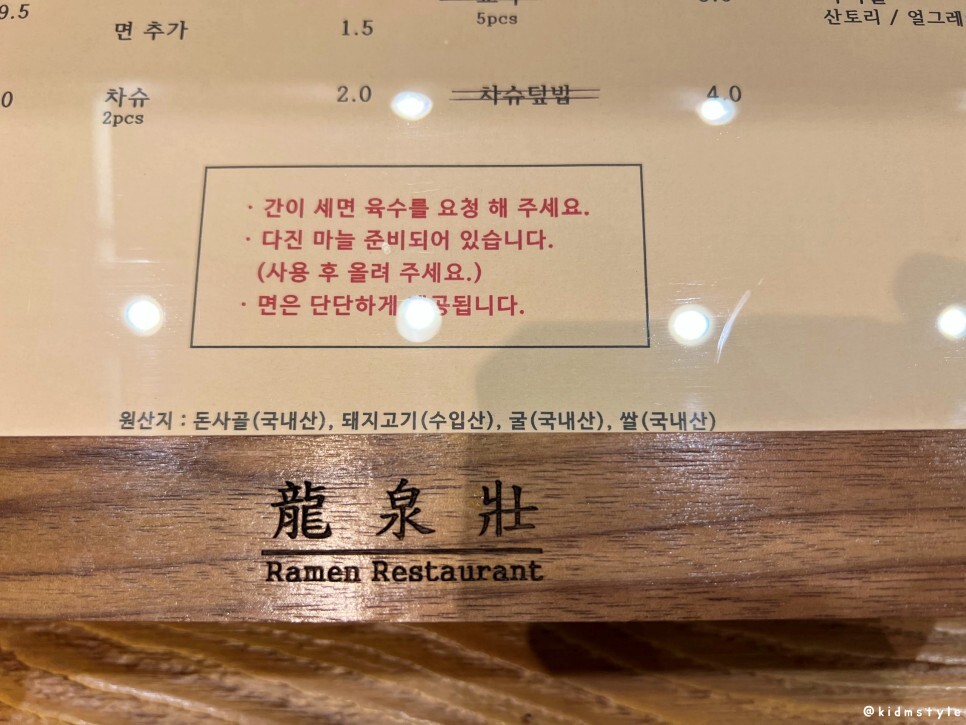 9.5
5pcs
산토리 / 얼그레
면 추가 1.5
0
차슈 2.0
2pcs
차슈덮밥 4.0
· 간이 세면 육수를 요청 해 주세요.
· 다진 마늘 준비되어 있습니다.
(사용 후 올려 주세요.)
· 면은 단단하게 제공됩니다.
원산지 : 돈사골(국내산), 돼지고기(수입산), 굴(국내산), 쌀(국내산)
龍泉壯
Ramen Restaurant
@kidmstyle